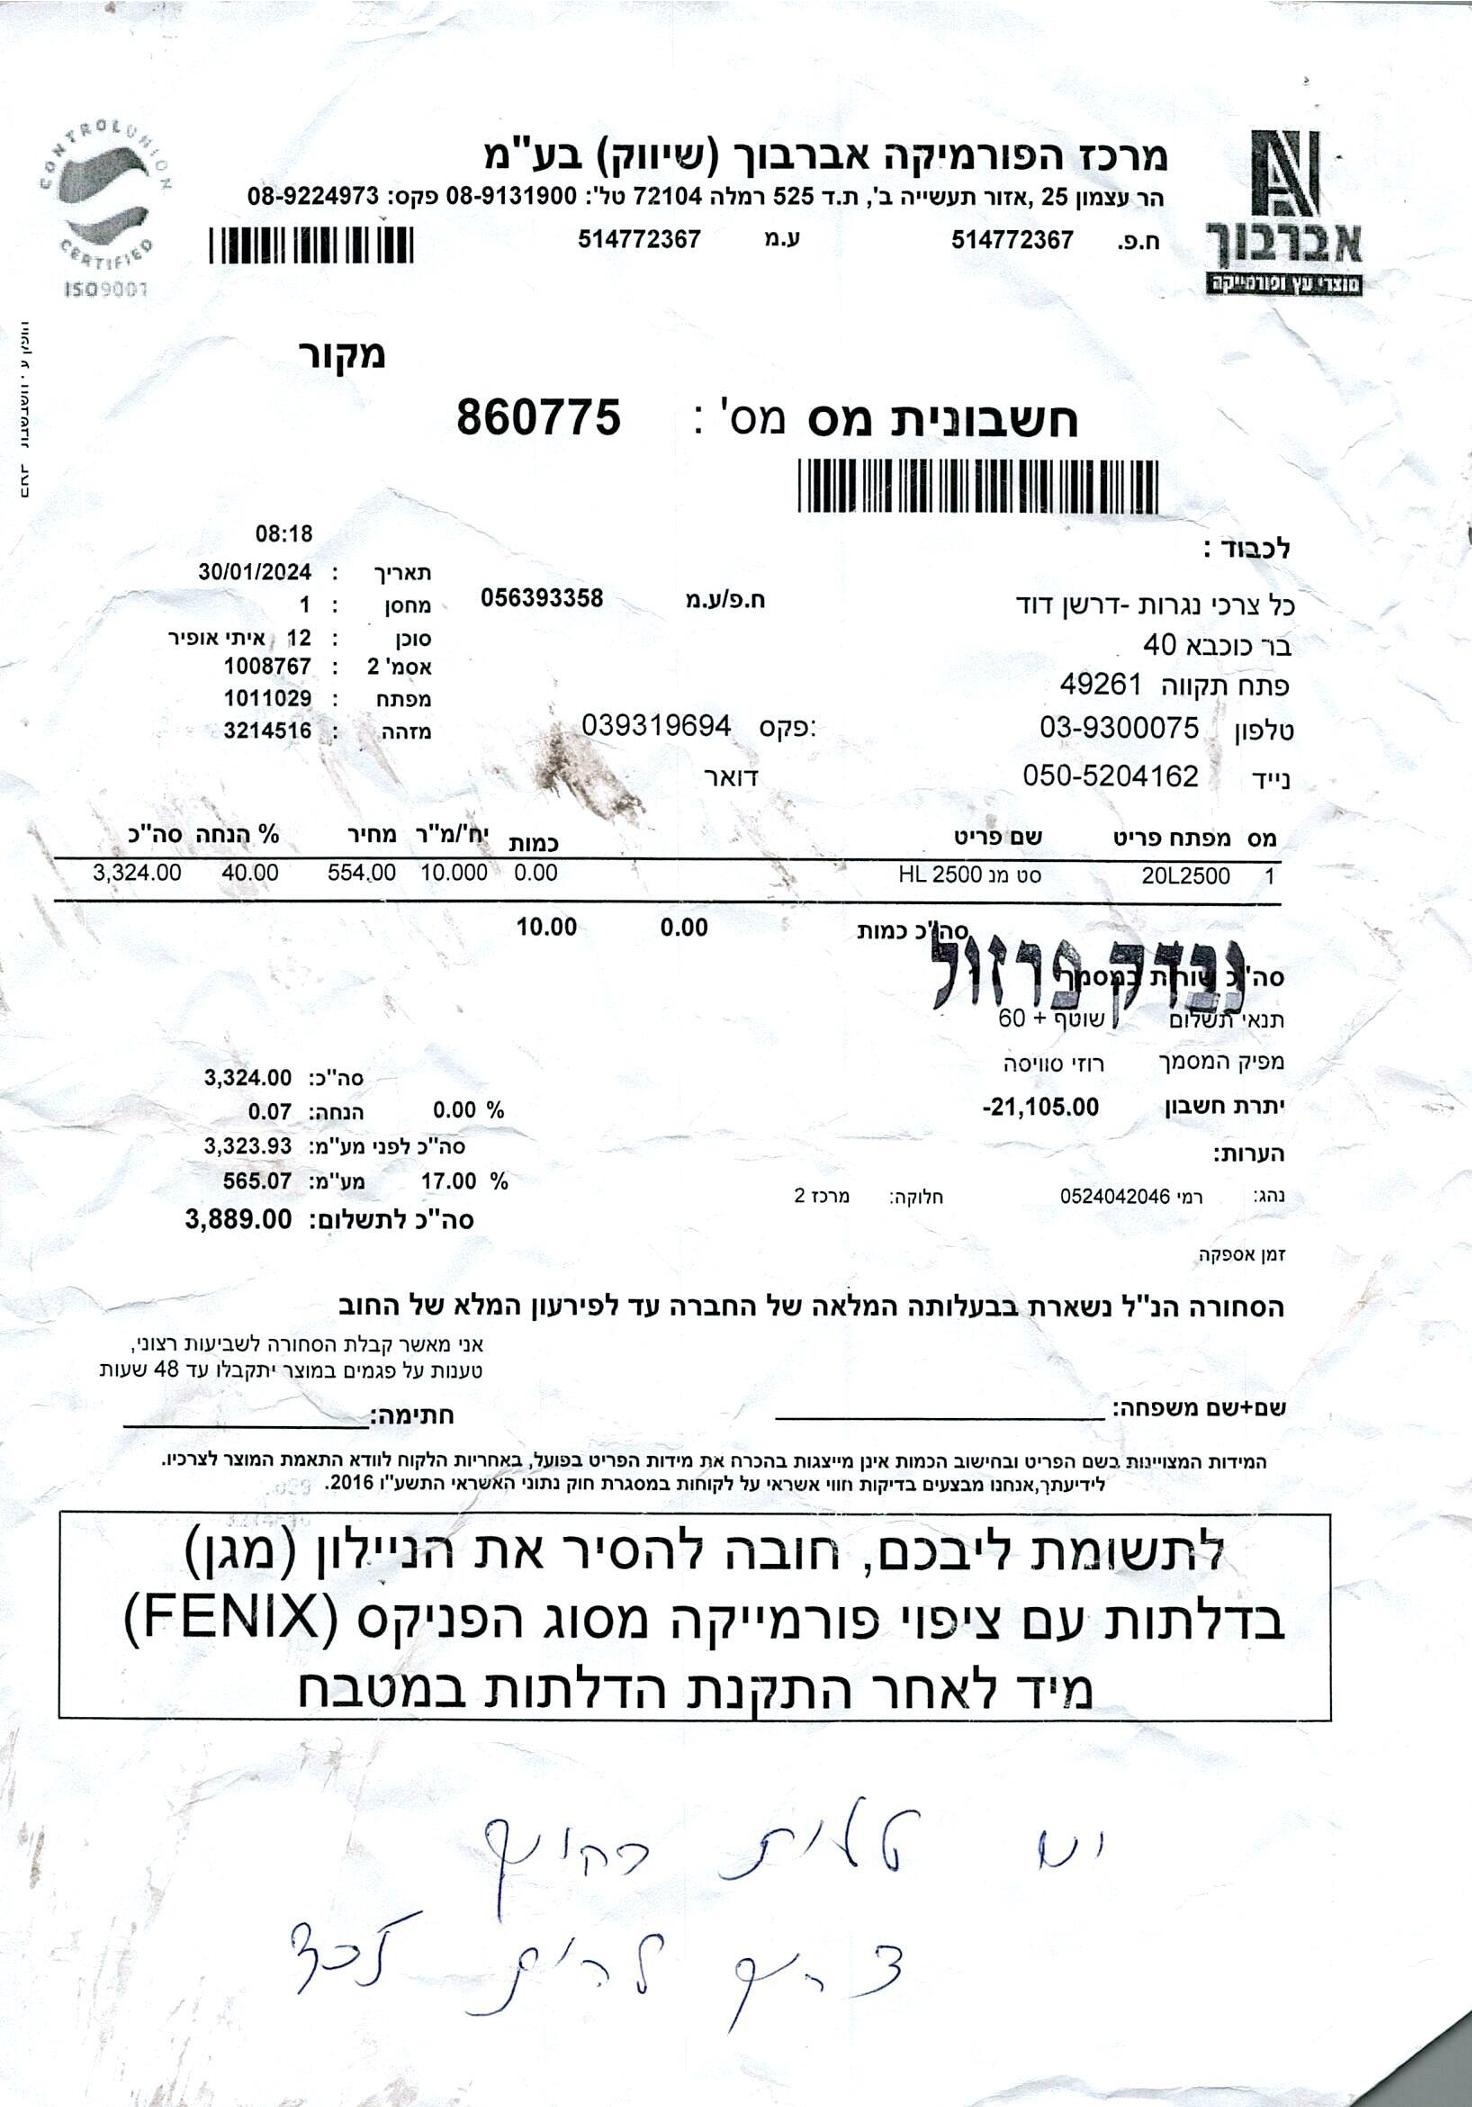 CONTROL UNION
CERTIFIED
ISO9001
אברבוך
מוצרי עץ ופורמייקה
מרכז הפורמיקה אברבוך (שיווק) בע"מ
הר עצמון 25 ,אזור תעשייה ב', ת.ד 525 רמלה 72104 טל': 08-9131900 פקס: 08-9224973
ח.פ. 514772367 ע.מ 514772367
מקור
חשבונית מס מס' : 860775
08:18
לכבוד :
תאריך : 30/01/2024
כל צרכי נגרות -דרשן דוד ח.פ/ע.מ 056393358 מחסן : 1
בר כוכבא 40 סוכן : 12 איתי אופיר
אסמ' 2 : 1008767
פתח תקווה 49261 מפתח : 1011029
טלפון 03-9300075 פקס: 039319694 מזהה : 3214516
נייד 050-5204162 דואר
מס מפתח פריט שם פריט כמות יח'/מ"ר מחיר % הנחה סה"כ
1 20L2500 סט מנ HL 2500 0.00 10.000 554.00 40.00 3,324.00
סה"כ כמות 0.00 10.00
נבדק פרזול
סה"כ שורות במסמך
תנאי תשלום שוטף + 60
מפיק המסמך רוזי סוויסה
יתרת חשבון -21,105.00
הערות:
סה"כ: 3,324.00
% 0.00 הנחה: 0.07
סה"כ לפני מע"מ: 3,323.93
% 17.00 מע"מ: 565.07
סה"כ לתשלום: 3,889.00
נהג: רמי 0524042046 חלוקה: מרכז 2
זמן אספקה
הסחורה הנ"ל נשארת בבעלותה המלאה של החברה עד לפירעון המלא של החוב
אני מאשר קבלת הסחורה לשביעות רצוני,
טענות על פגמים במוצר יתקבלו עד 48 שעות
שם+שם משפחה: חתימה:
המידות המצויינות בשם הפריט ובחישוב הכמות אינן מייצגות בהכרח את מידות הפריט בפועל, באחריות הלקוח לוודא התאמת המוצר לצרכיו.
לידיעתך,אנחנו מבצעים בדיקות חווי אשראי על לקוחות במסגרת חוק נתוני האשראי התשע"ו 2016.
לתשומת ליבכם, חובה להסיר את הניילון (מגן)
בדלתות עם ציפוי פורמייקה מסוג הפניקס (FENIX)
מיד לאחר התקנת הדלתות במטבח
יש טלות
צריך להיות לבד